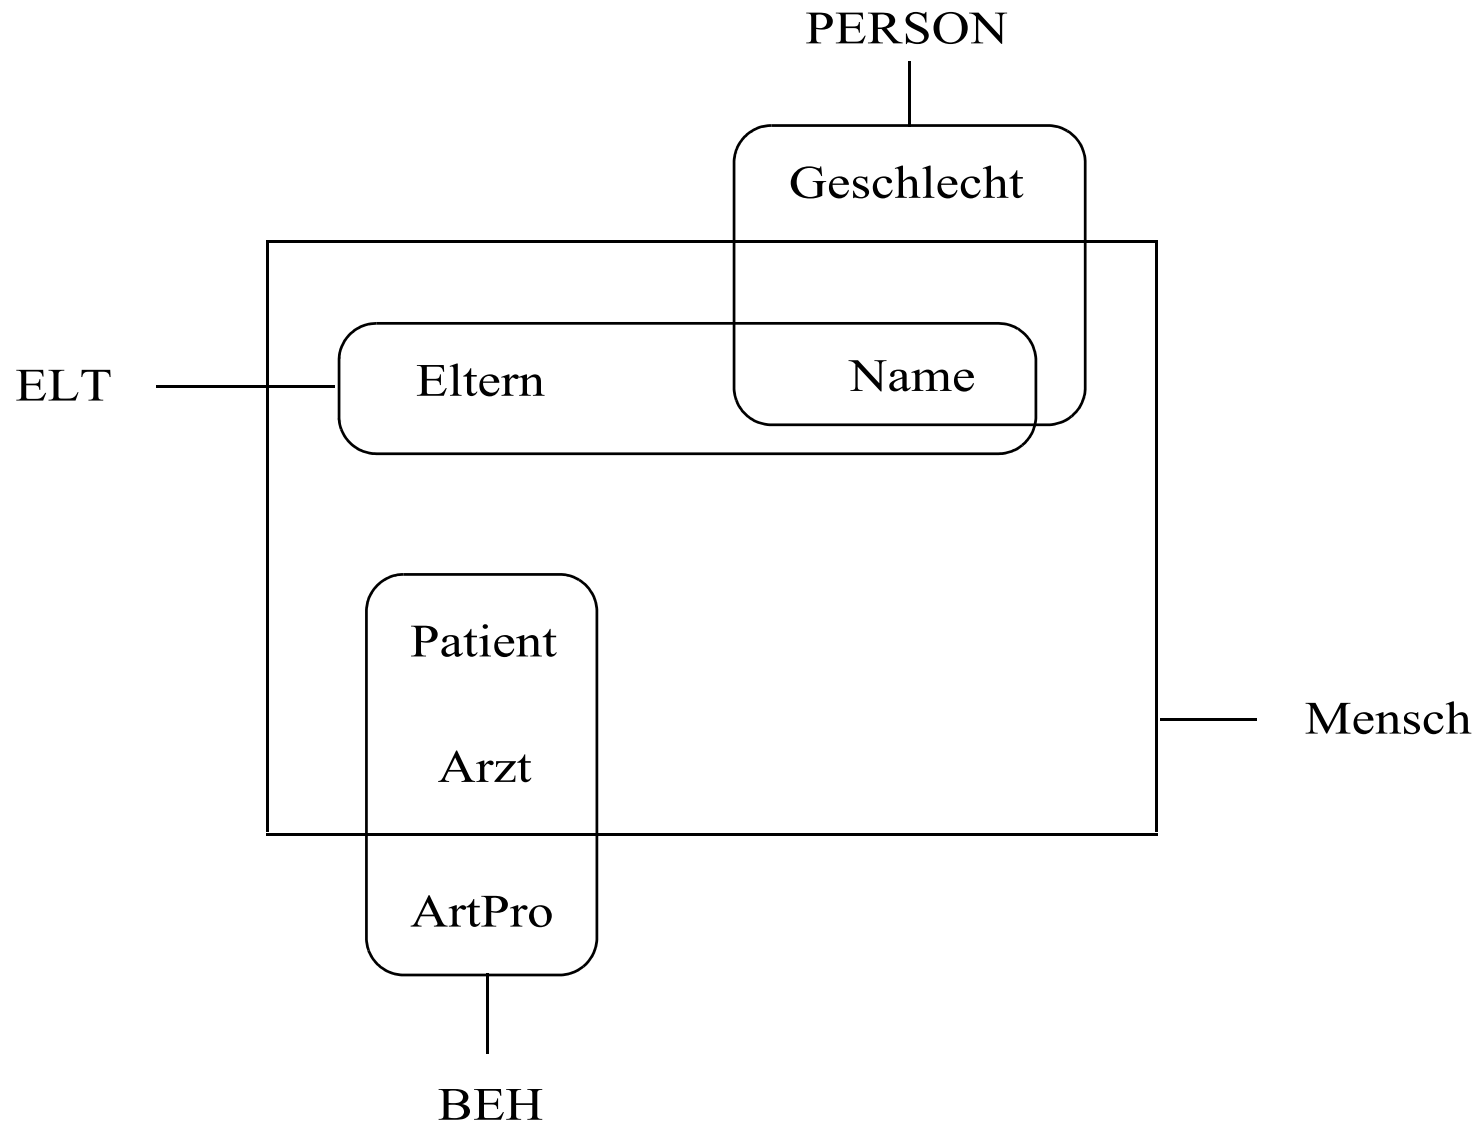 PERSON
Geschlecht
ELT
Eltern
Name
Patient
Mensch
Arzt
ArtPro
BEH